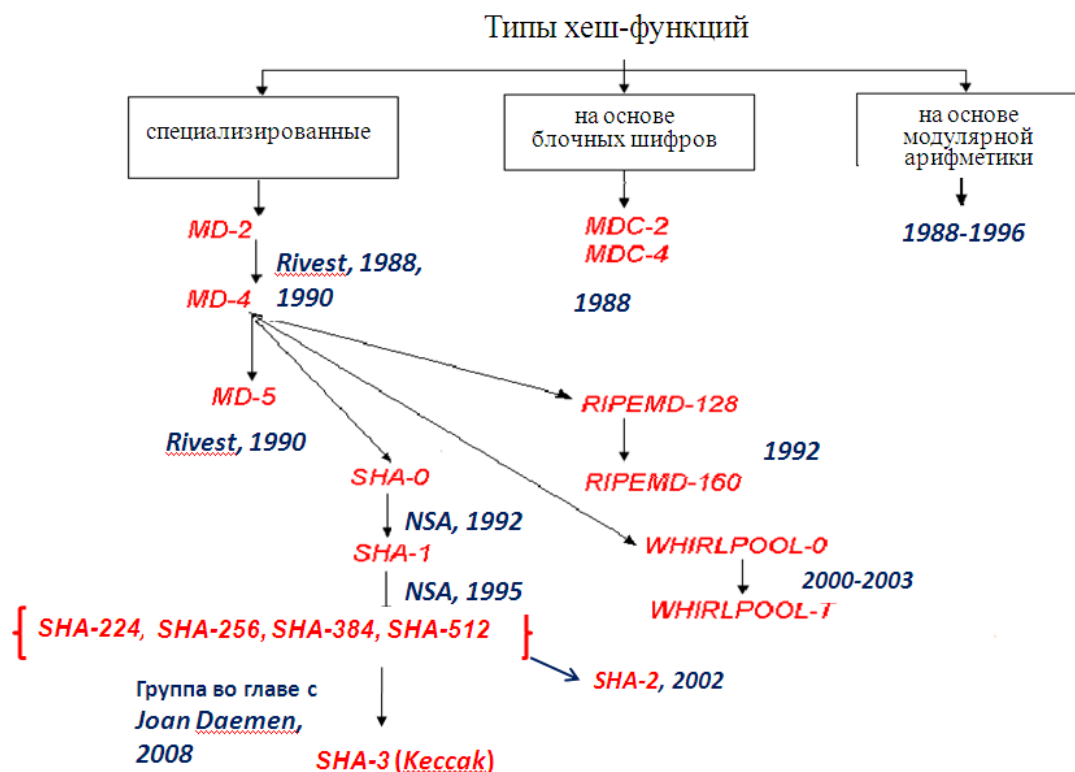 Типы хеш-функций
специализированные
на основе
блочных шифров
на основе
модулярной
арифметики
MD-2
Rivest, 1988,
1990
MD-4
MDC-2
MDC-4
1988
1988-1996
MD-5
Rivest, 1990
RIPEMD-128
1992
RIPEMD-160
SHA-0
NSA, 1992
SHA-1
NSA, 1995
WHIRLPOOL-0
2000-2003
WHIRLPOOL-T
{ SHA-224, SHA-256, SHA-384, SHA-512 }
SHA-2, 2002
Группа во главе с
Joan Daemen,
2008
SHA-3 (Keccak)